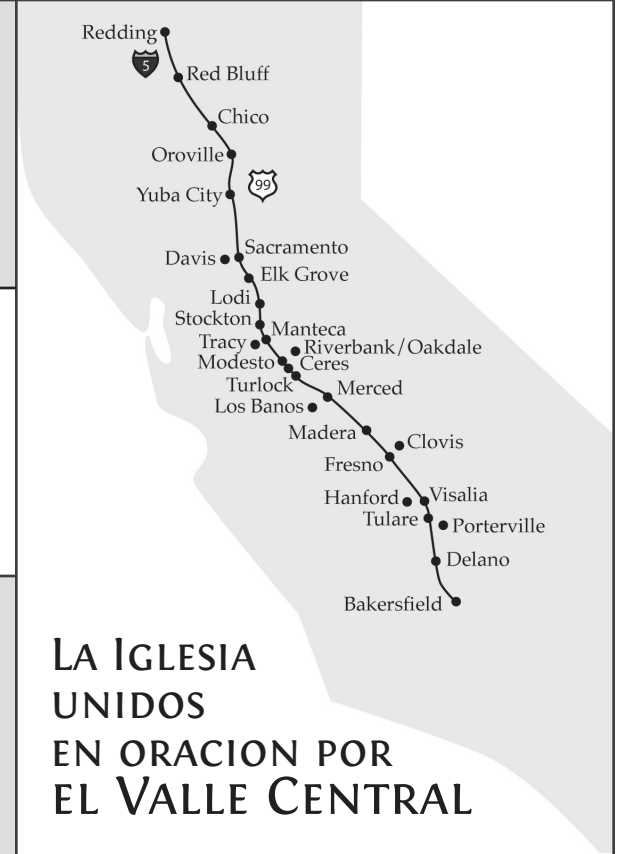 Redding
5
Red Bluff
Chico
Oroville
99
Yuba City
Sacramento
Davis
Elk Grove
Lodi
Stockton
Manteca
Tracy
Riverbank/Oakdale
Modesto
Ceres
Turlock
Merced
Los Banos
Madera
Clovis
Fresno
Hanford
Visalia
Tulare
Porterville
Delano
Bakersfield
LA IGLESIA
UNIDOS
EN ORACION POR
EL VALLE CENTRAL